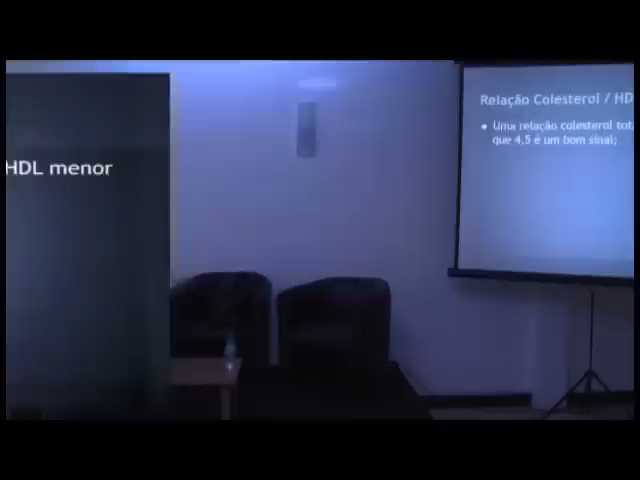 HDL menor
Relação Colesterol / HD
• Uma relação colesterol tot
que 4,5 é um bom sinal;